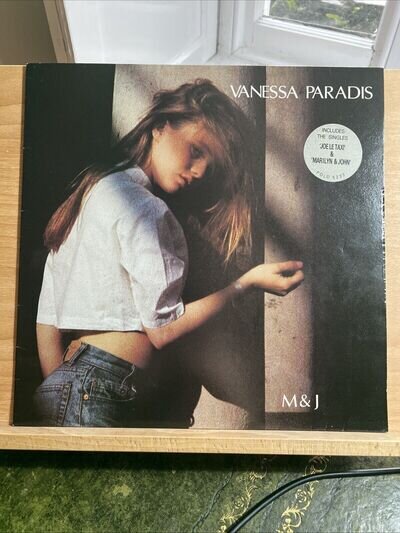 VANESSA PARADIS
INCLUDES
THE SINGLES
'JOE LE TAXI'
&
'MARILYN & JOHN'
M & J